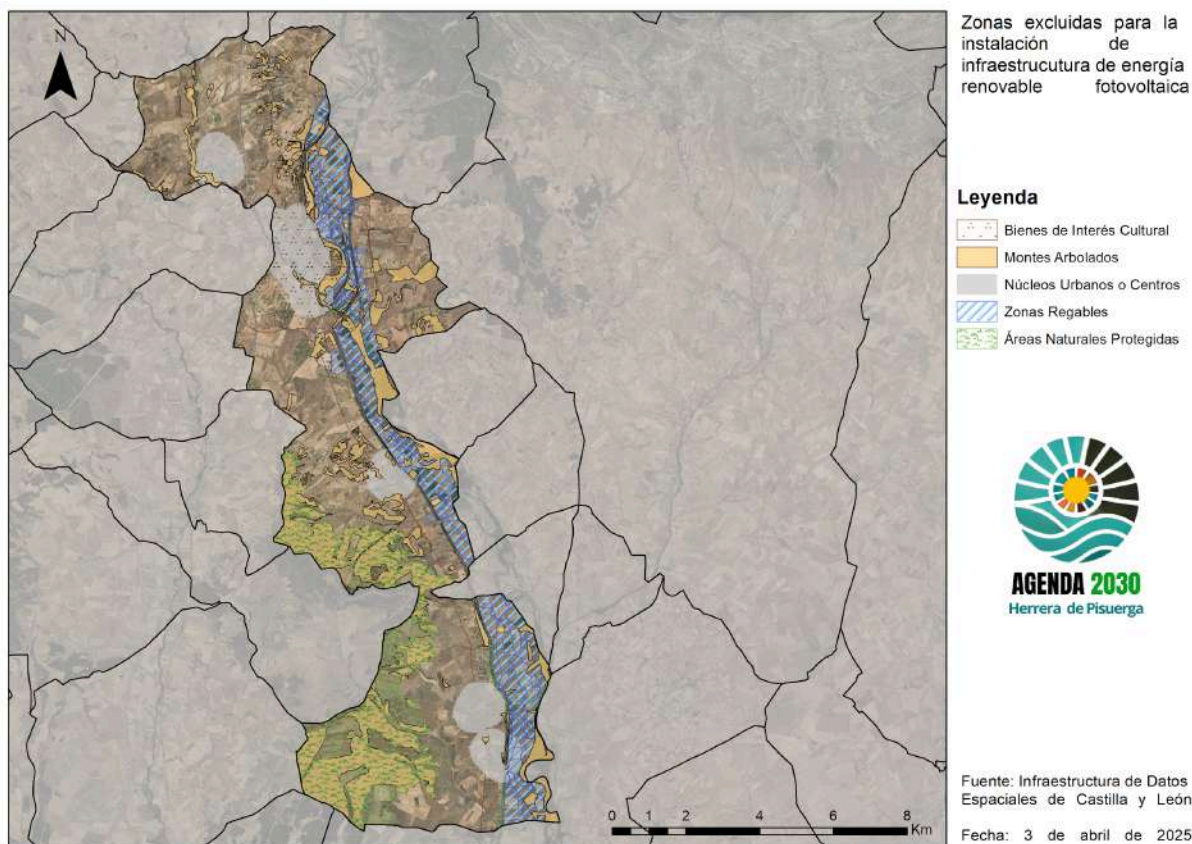 Zonas excluidas para la
instalación de
infraestrucutura de energía
renovable fotovoltaica
N
Leyenda
Bienes de Interés Cultural
Montes Arbolados
Núcleos Urbanos o Centros
Zonas Regables
Áreas Naturales Protegidas
AGENDA 2030
Herrera de Pisuerga
0 1 2 4 6 8
Km
Fuente: Infraestructura de Datos
Espaciales de Castilla y León
Fecha: 3 de abril de 2025